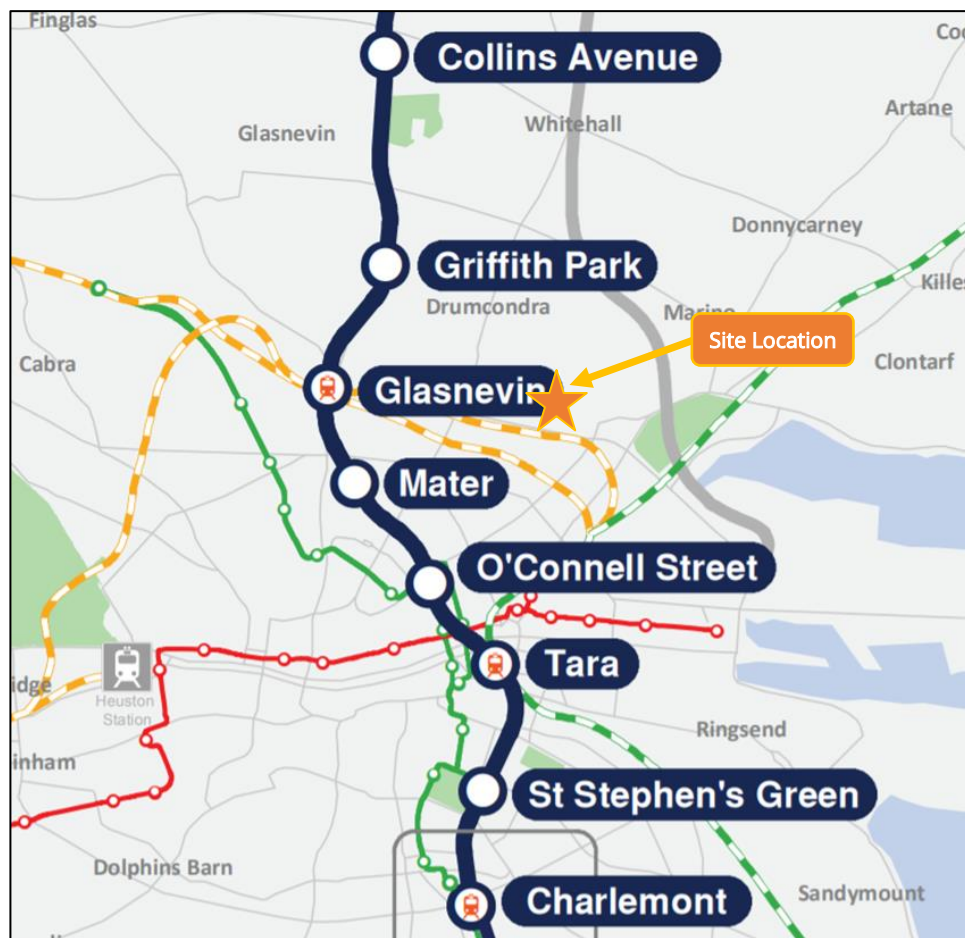 Finglas
Collins Avenue
Artane
Whitehall
Glasnevin
Donnycarney
Griffith Park
Drumcondra
Marino
Site Location
Cabra
Clontarf
Glasnevin
Mater
O'Connell Street
Tara
Heuston
Station
Ringsend
St Stephen's Green
Dolphins Barn
Sandymount
Charlemont